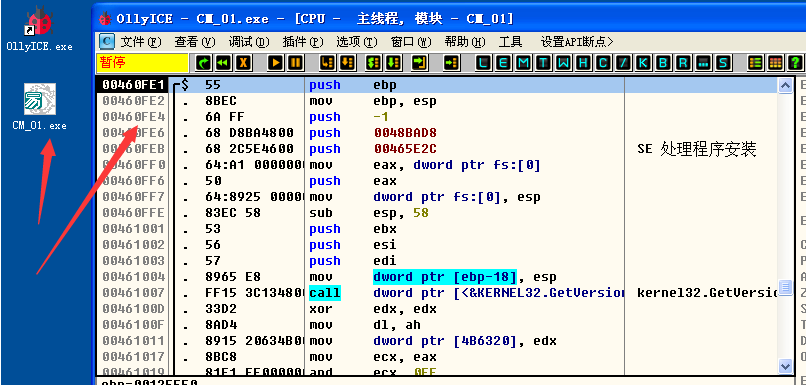 OllyICE.exe
CM_01.exe
OllyICE - CM_01.exe - [CPU - 主线程, 模块 - CM_01]
C 文件(F) 查看(V) 调试(D) 插件(P) 选项(T) 窗口(W) 帮助(H) 工具 设置API断点>
暂停 L E M T W H C / K B R ... S ?
00460FE1 $ 55 push ebp
00460FE2 . 8BEC mov ebp, esp
00460FE4 . 6A FF push -1
00460FE6 . 68 D8BA4800 push 0048BAD8
00460FEB . 68 2C5E4600 push 00465E2C SE 处理程序安装
00460FF0 . 64:A1 0000000 mov eax, dword ptr fs:[0]
00460FF6 . 50 push eax
00460FF7 . 64:8925 00000 mov dword ptr fs:[0], esp
00460FFE . 83EC 58 sub esp, 58
00461001 . 53 push ebx
00461002 . 56 push esi
00461003 . 57 push edi
00461004 . 8965 E8 mov dword ptr [ebp-18], esp
00461007 . FF15 3C134800 call dword ptr [<&KERNEL32.GetVersion kernel32.GetVersion
0046100D . 33D2 xor edx, edx
0046100F . 8AD4 mov dl, ah
00461011 . 8915 20634B00 mov dword ptr [4B6320], edx
00461017 . 8BC8 mov ecx, eax
00461019 . 81E1 FF000000 and ecx, 0FF